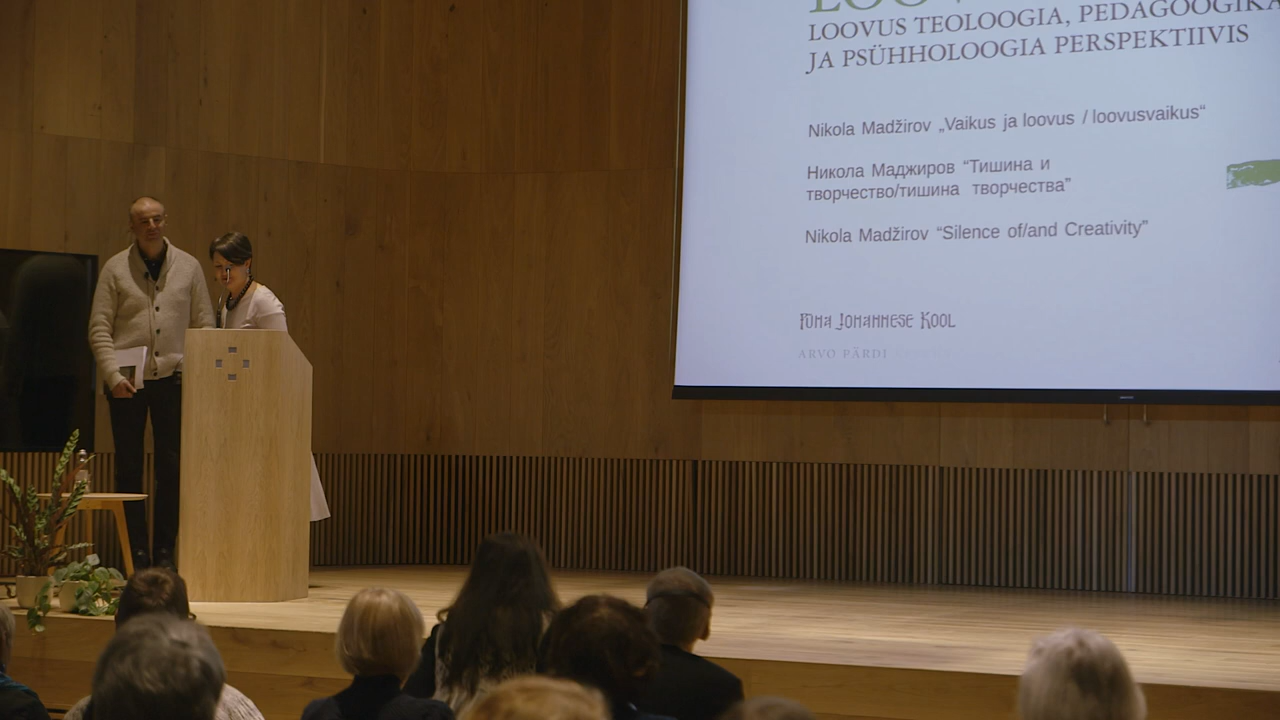 LOOVUS TEOLOOGIA, PEDAGOOGIKA
JA PSÜHHOLOOGIA PERSPEKTIIVIS
Nikola Madžirov „Vaikus ja loovus / loovusvaikus“
Никола Маджиров “Тишина и
творчество/тишина творчества”
Nikola Madžirov “Silence of/and Creativity”
Püha Johannese Kool
ARVO PÄRDI